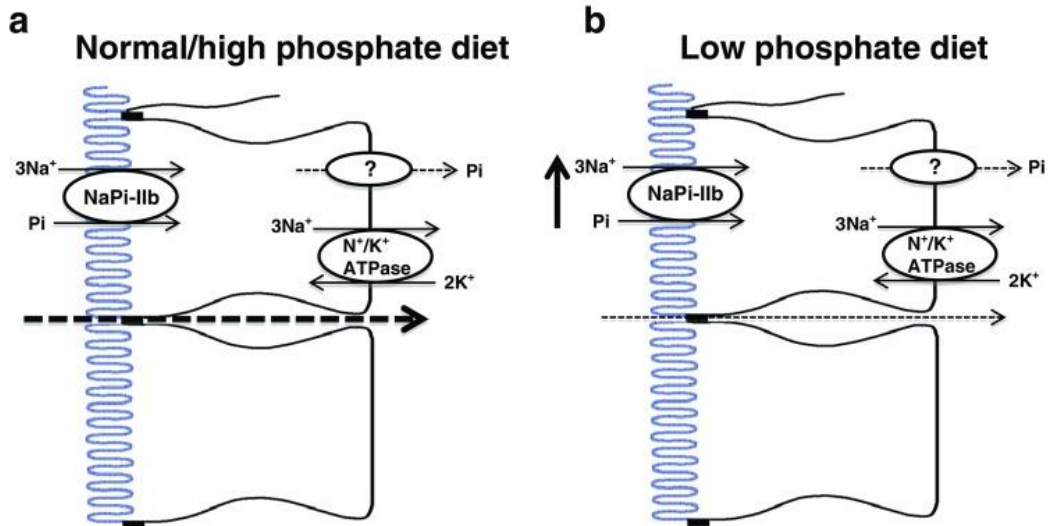 a
Normal/high phosphate diet
3Na⁺
NaPi-IIb
Pi
?
Pi
3Na⁺
N⁺/K⁺
ATPase
2K⁺
b
Low phosphate diet
3Na⁺
NaPi-IIb
Pi
?
Pi
3Na⁺
N⁺/K⁺
ATPase
2K⁺